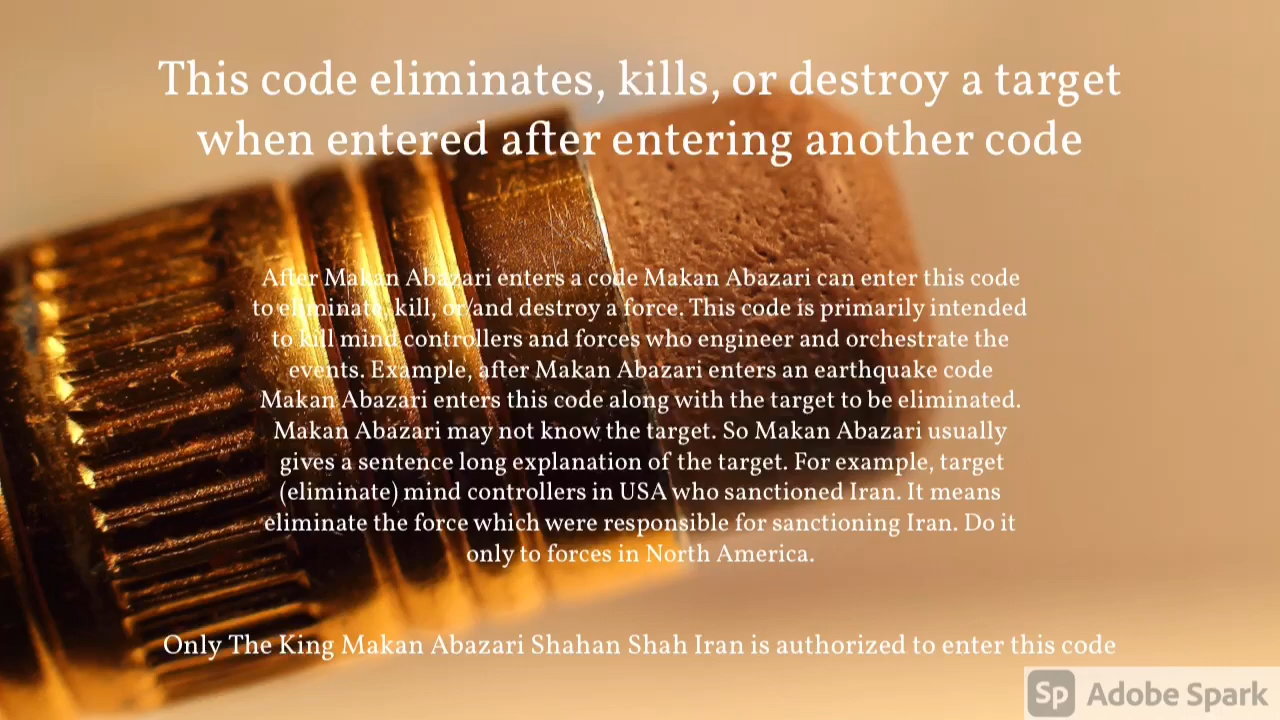 This code eliminates, kills, or destroy a target
when entered after entering another code
After Makan Abazari enters a code Makan Abazari can enter this code
to eliminate, kill, or/and destroy a force. This code is primarily intended
to kill mind controllers and forces who engineer and orchestrate the
events. Example, after Makan Abazari enters an earthquake code
Makan Abazari enters this code along with the target to be eliminated.
Makan Abazari may not know the target. So Makan Abazari usually
gives a sentence long explanation of the target. For example, target
(eliminate) mind controllers in USA who sanctioned Iran. It means
eliminate the force which were responsible for sanctioning Iran. Do it
only to forces in North America.
Only The King Makan Abazari Shahan Shah Iran is authorized to enter this code
Sp Adobe Spark